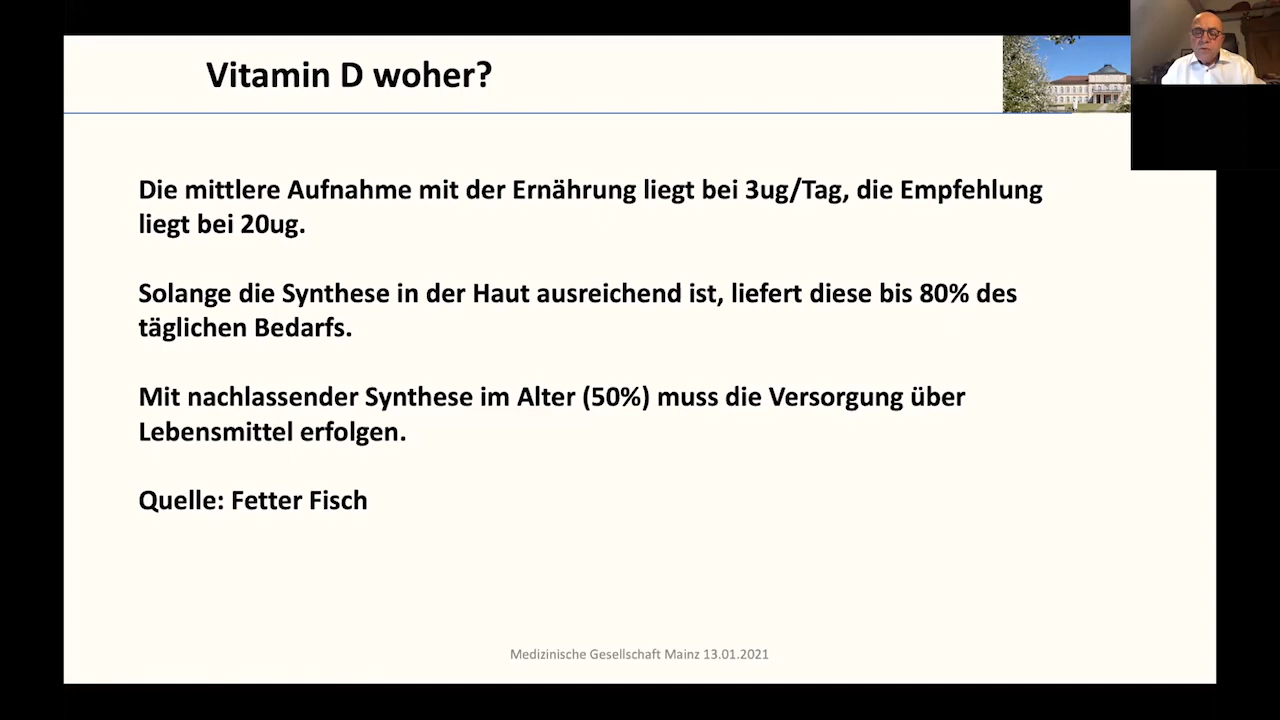 Vitamin D woher?
Die mittlere Aufnahme mit der Ernährung liegt bei 3ug/Tag, die Empfehlung
liegt bei 20ug.
Solange die Synthese in der Haut ausreichend ist, liefert diese bis 80% des
täglichen Bedarfs.
Mit nachlassender Synthese im Alter (50%) muss die Versorgung über
Lebensmittel erfolgen.
Quelle: Fetter Fisch
Medizinische Gesellschaft Mainz 13.01.2021